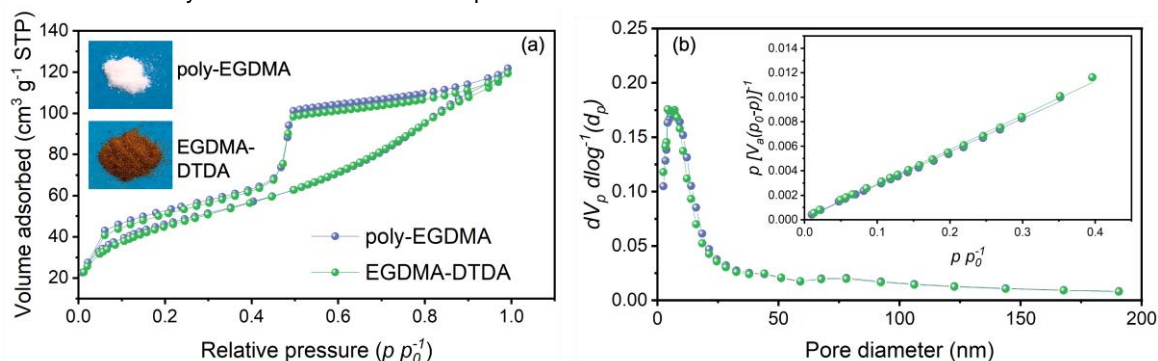 140
120
100
80
60
40
20
0.0 0.2 0.4 0.6 0.8 1.0
Volume adsorbed (cm³ g⁻¹ STP)
Relative pressure (p p₀⁻¹)
(a)
poly-EGDMA
EGDMA-
DTDA
poly-EGDMA
EGDMA-DTDA
0.25
0.20
0.15
0.10
0.05
0.00
0 50 100 150 200
dVₚ dlog⁻¹(dₚ)
Pore diameter (nm)
(b)
0.014
0.012
0.010
0.008
0.006
0.004
0.002
0.000
0.0 0.1 0.2 0.3 0.4
p [Vₐ(p₀-p)]⁻¹
p p₀⁻¹